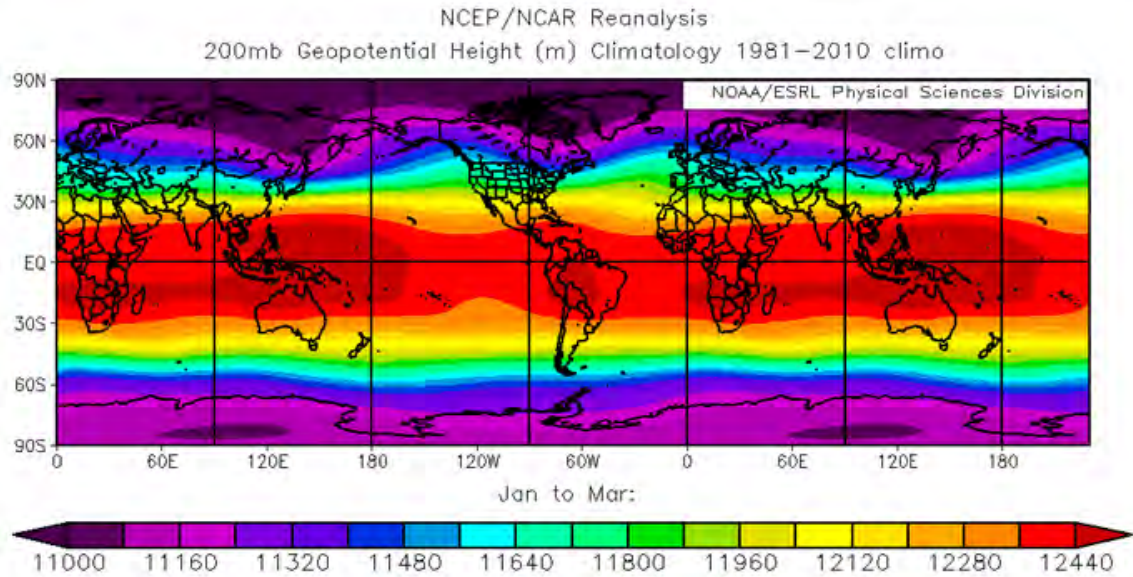 NCEP/NCAR Reanalysis
200mb Geopotential Height (m) Climatology 1981-2010 climo
NOAA/ESRL Physical Sciences Division
90N
60N
30N
EQ
30S
60S
90S
0 60E 120E 180 120W 60W 0 60E 120E 180
Jan to Mar:
11000 11160 11320 11480 11640 11800 11960 12120 12280 12440